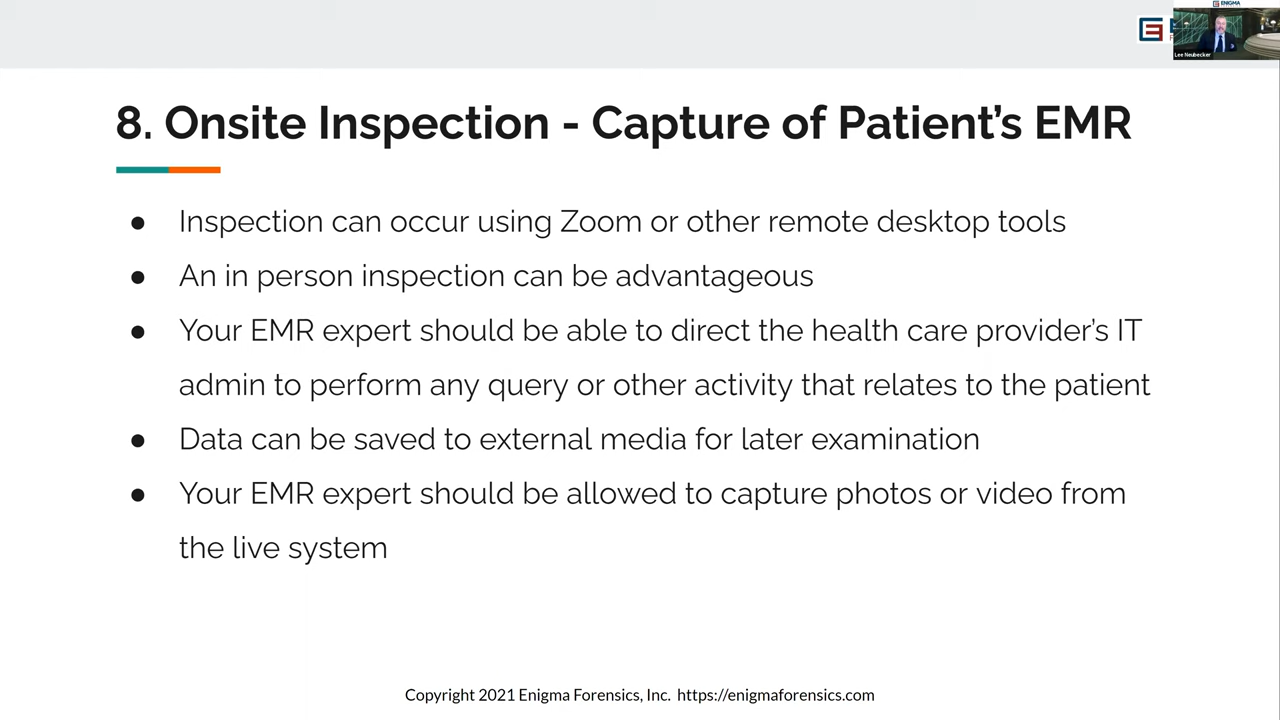 ENIGMA
Lee Neubecker
8. Onsite Inspection - Capture of Patient's EMR
● Inspection can occur using Zoom or other remote desktop tools
● An in person inspection can be advantageous
● Your EMR expert should be able to direct the health care provider's IT
admin to perform any query or other activity that relates to the patient
● Data can be saved to external media for later examination
● Your EMR expert should be allowed to capture photos or video from
the live system
Copyright 2021 Enigma Forensics, Inc. https://enigmaforensics.com